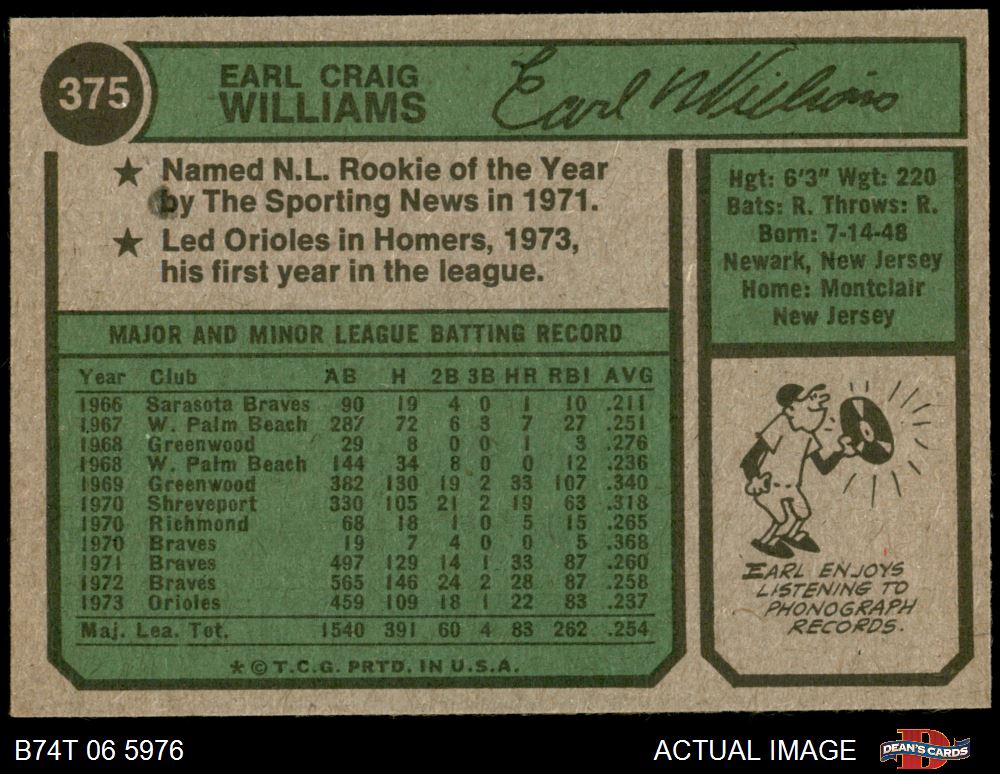 375
EARL CRAIG
WILLIAMS
Earl Williams
★ Named N.L. Rookie of the Year
by The Sporting News in 1971.
★ Led Orioles in Homers, 1973,
his first year in the league.
Hgt: 6'3" Wgt: 220
Bats: R. Throws: R.
Born: 7-14-48
Newark, New Jersey
Home: Montclair
New Jersey
MAJOR AND MINOR LEAGUE BATTING RECORD
Year Club AB H 2B 3B HR RBI AVG
1966 Sarasota Braves 90 19 4 0 1 10 .211
1967 W. Palm Beach 287 72 6 3 7 27 .251
1968 Greenwood 29 8 0 0 1 3 .276
1968 W. Palm Beach 144 34 8 0 0 12 .236
1969 Greenwood 382 130 19 2 33 107 .340
1970 Shreveport 330 105 21 2 19 63 .318
1970 Richmond 68 18 1 0 5 15 .265
1970 Braves 19 7 4 0 0 5 .368
1971 Braves 497 129 14 1 33 87 .260
1972 Braves 565 146 24 2 28 87 .258
1973 Orioles 459 109 18 1 22 83 .237
Maj. Lea. Tot. 1540 391 60 4 83 262 .254
* © T.C.G. PRTD. IN U.S.A.
EARL ENJOYS
LISTENING TO
PHONOGRAPH
RECORDS.
B74T 06 5976
ACTUAL IMAGE
DEAN'S CARDS